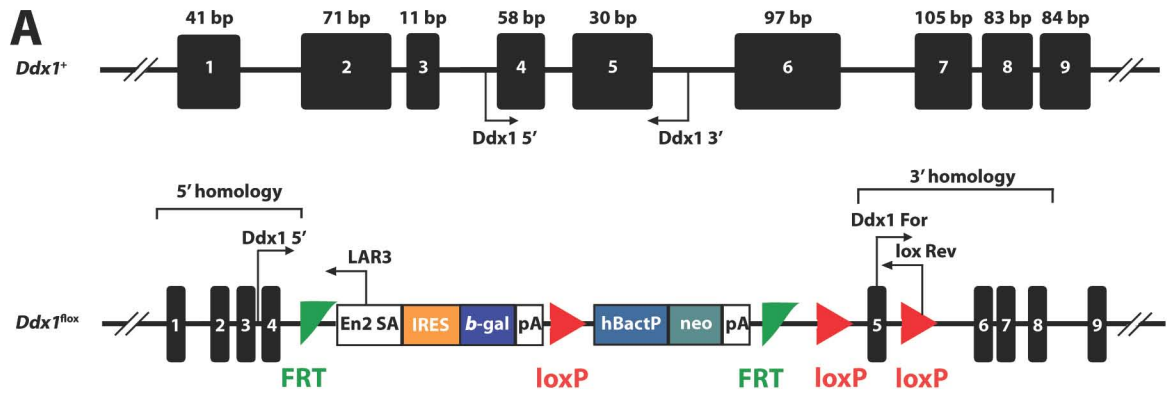 A
41 bp 71 bp 11 bp 58 bp 30 bp 97 bp 105 bp 83 bp 84 bp
Ddx1+ 1 2 3 4 5 6 7 8 9
Ddx1 5′ Ddx1 3′
5′ homology 3′ homology
Ddx1 5′ Ddx1 For
LAR3 lox Rev
Ddx1flox 1 2 3 4 En2 SA IRES b-gal pA hBactP neo pA 5 6 7 8 9
FRT loxP FRT loxP loxP